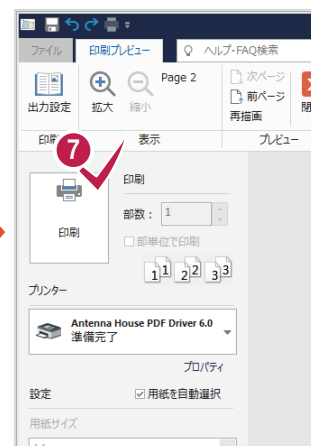 ファイル 印刷プレビュー ヘルプ・FAQ検索
出力設定 拡大 縮小 Page 2 次ページ
前ページ
再描画
表示 プレビュー
7
印刷
印刷
部数： 1
部単位で印刷
1 1 2 2 3 3
プリンター
Antenna House PDF Driver 6.0
準備完了
プロパティ
設定 用紙を自動選択
用紙サイズ